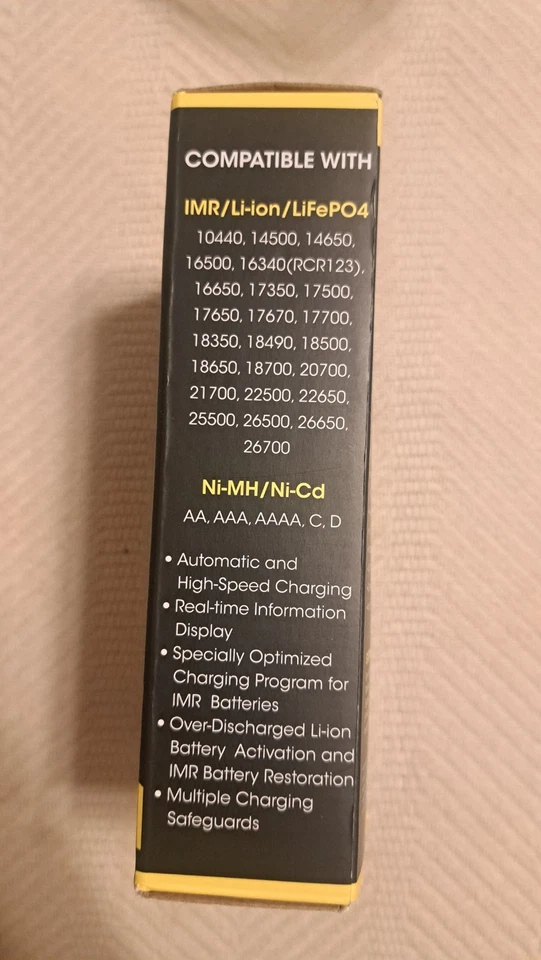 COMPATIBLE WITH
IMR/Li-ion/LiFePO4
10440, 14500, 14650,
16500, 16340(RCR123),
16650, 17350, 17500,
17650, 17670, 17700,
18350, 18490, 18500,
18650, 18700, 20700,
21700, 22500, 22650,
25500, 26500, 26650,
26700
Ni-MH/Ni-Cd
AA, AAA, AAAA, C, D
• Automatic and
High-Speed Charging
• Real-time Information
Display
• Specially Optimized
Charging Program for
IMR Batteries
• Over-Discharged Li-ion
Battery Activation and
IMR Battery Restoration
• Multiple Charging
Safeguards